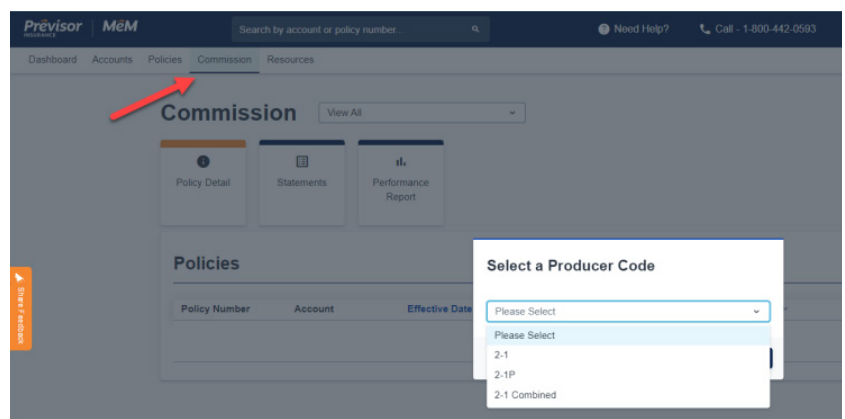 Prēvisor MēM
INSURANCE
Search by account or policy number...
Need Help?
Call - 1-800-442-0593
Dashboard Accounts Policies Commission Resources
Commission
View All
Policy Detail
Statements
Performance
Report
Policies
Policy Number Account Effective Date
Select a Producer Code
Please Select
Please Select
2-1
2-1P
2-1 Combined
Share Feedback